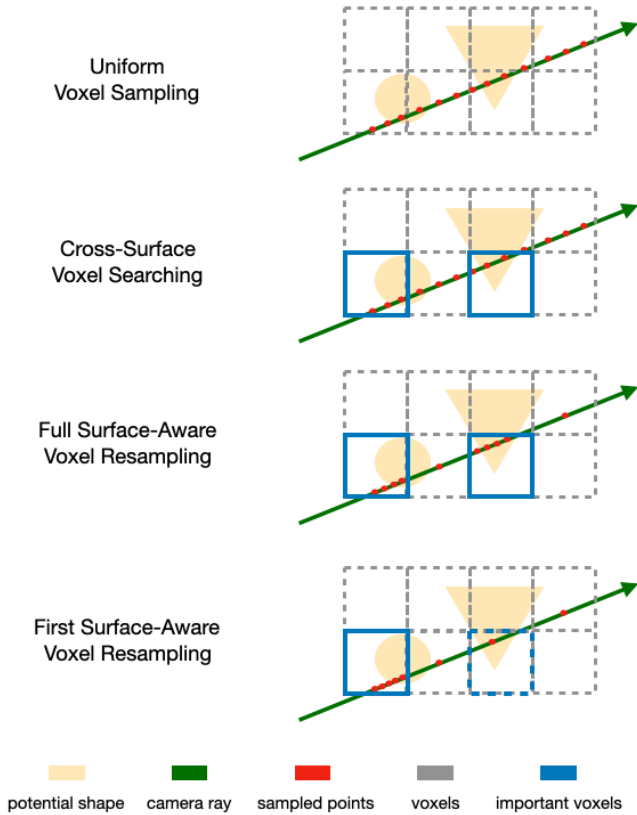 Uniform
Voxel Sampling
Cross-Surface
Voxel Searching
Full Surface-Aware
Voxel Resampling
First Surface-Aware
Voxel Resampling
potential shape
camera ray
sampled points
voxels
important voxels